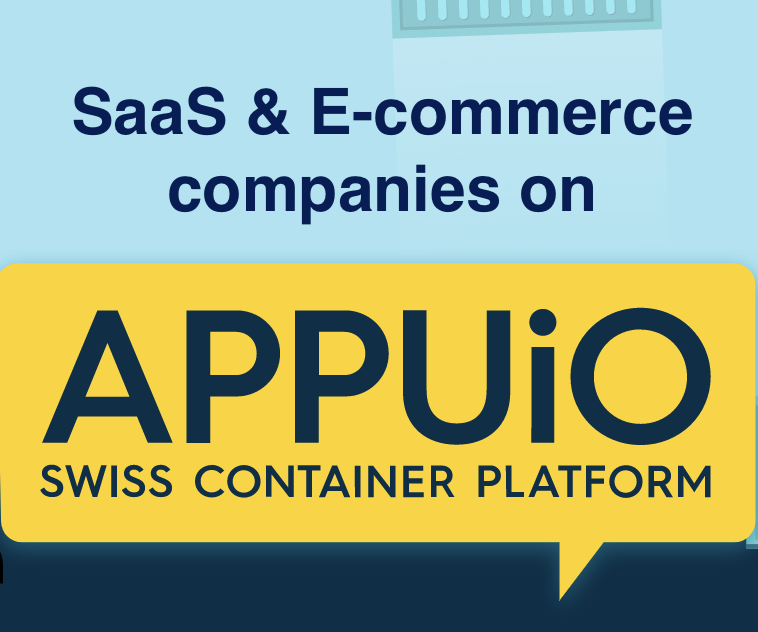 SaaS & E-commerce
companies on
APPUiO
SWISS CONTAINER PLATFORM